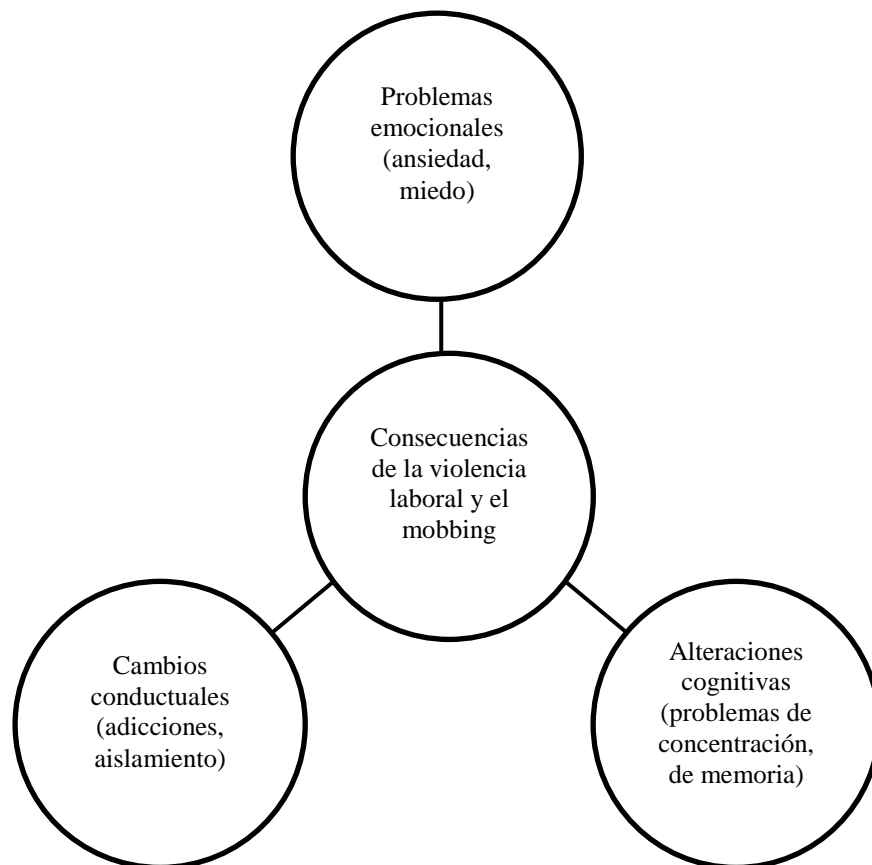 Problemas
emocionales
(ansiedad,
miedo)
Consecuencias
de la violencia
laboral y el
mobbing
Cambios
conductuales
(adicciones,
aislamiento)
Alteraciones
cognitivas
(problemas de
concentración,
de memoria)